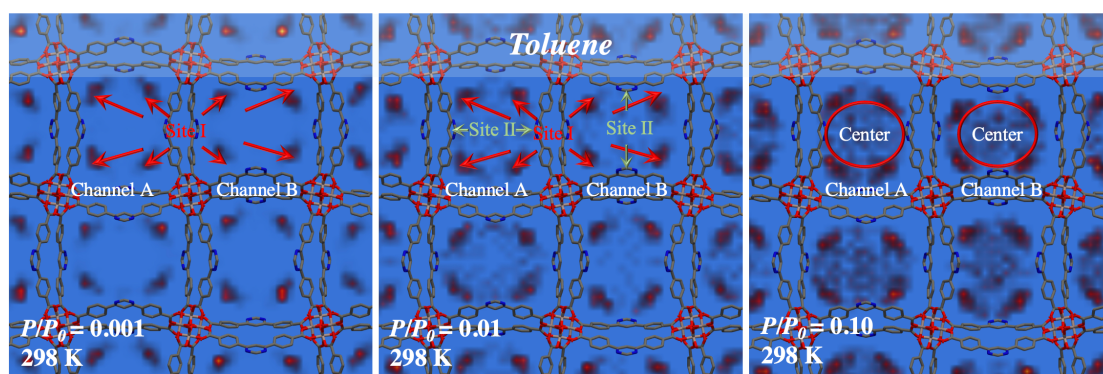 Toluene
Site I
Site II
Site I
Site II
Center
Center
Channel A
Channel B
Channel A
Channel B
Channel A
Channel B
P/P₀ = 0.001
298 K
P/P₀ = 0.01
298 K
P/P₀ = 0.10
298 K